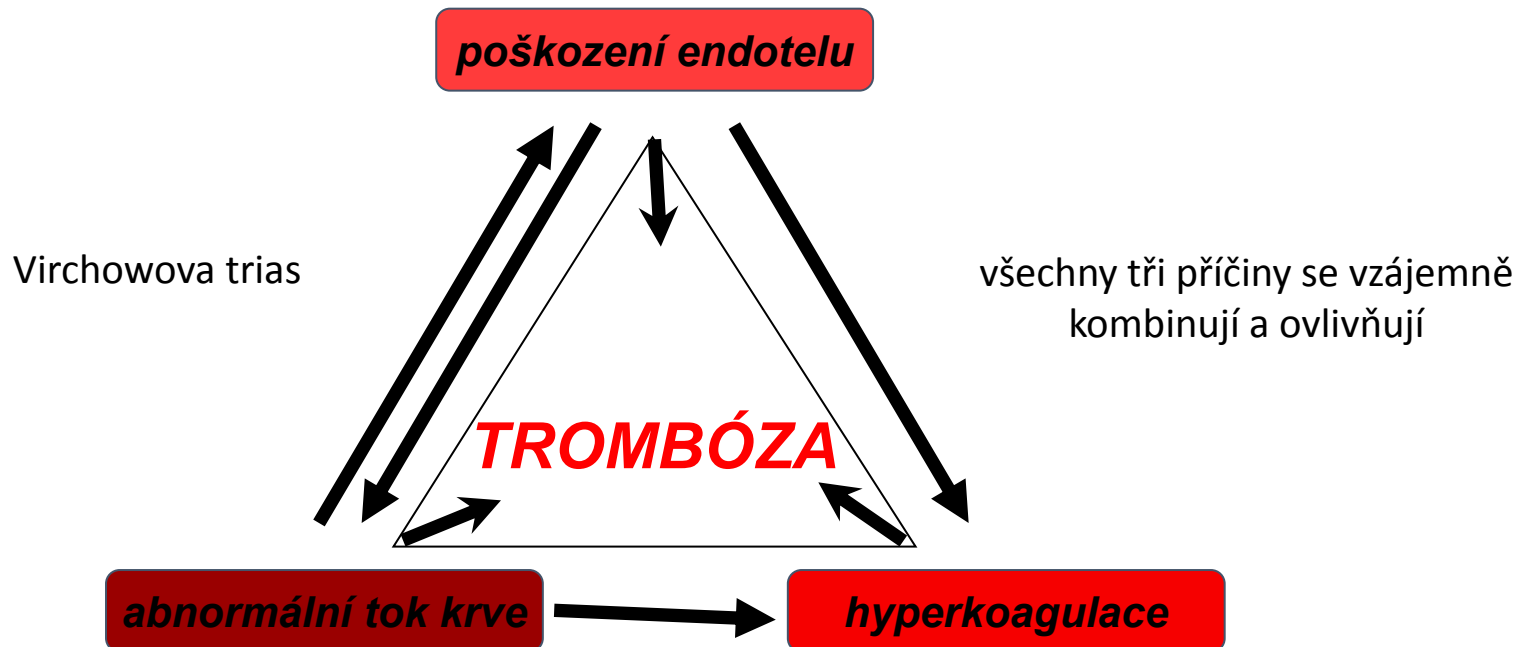 poškození endotelu
Virchowova trias
všechny tři příčiny se vzájemně
kombinují a ovlivňují
TROMBÓZA
abnormální tok krve
hyperkoagulace